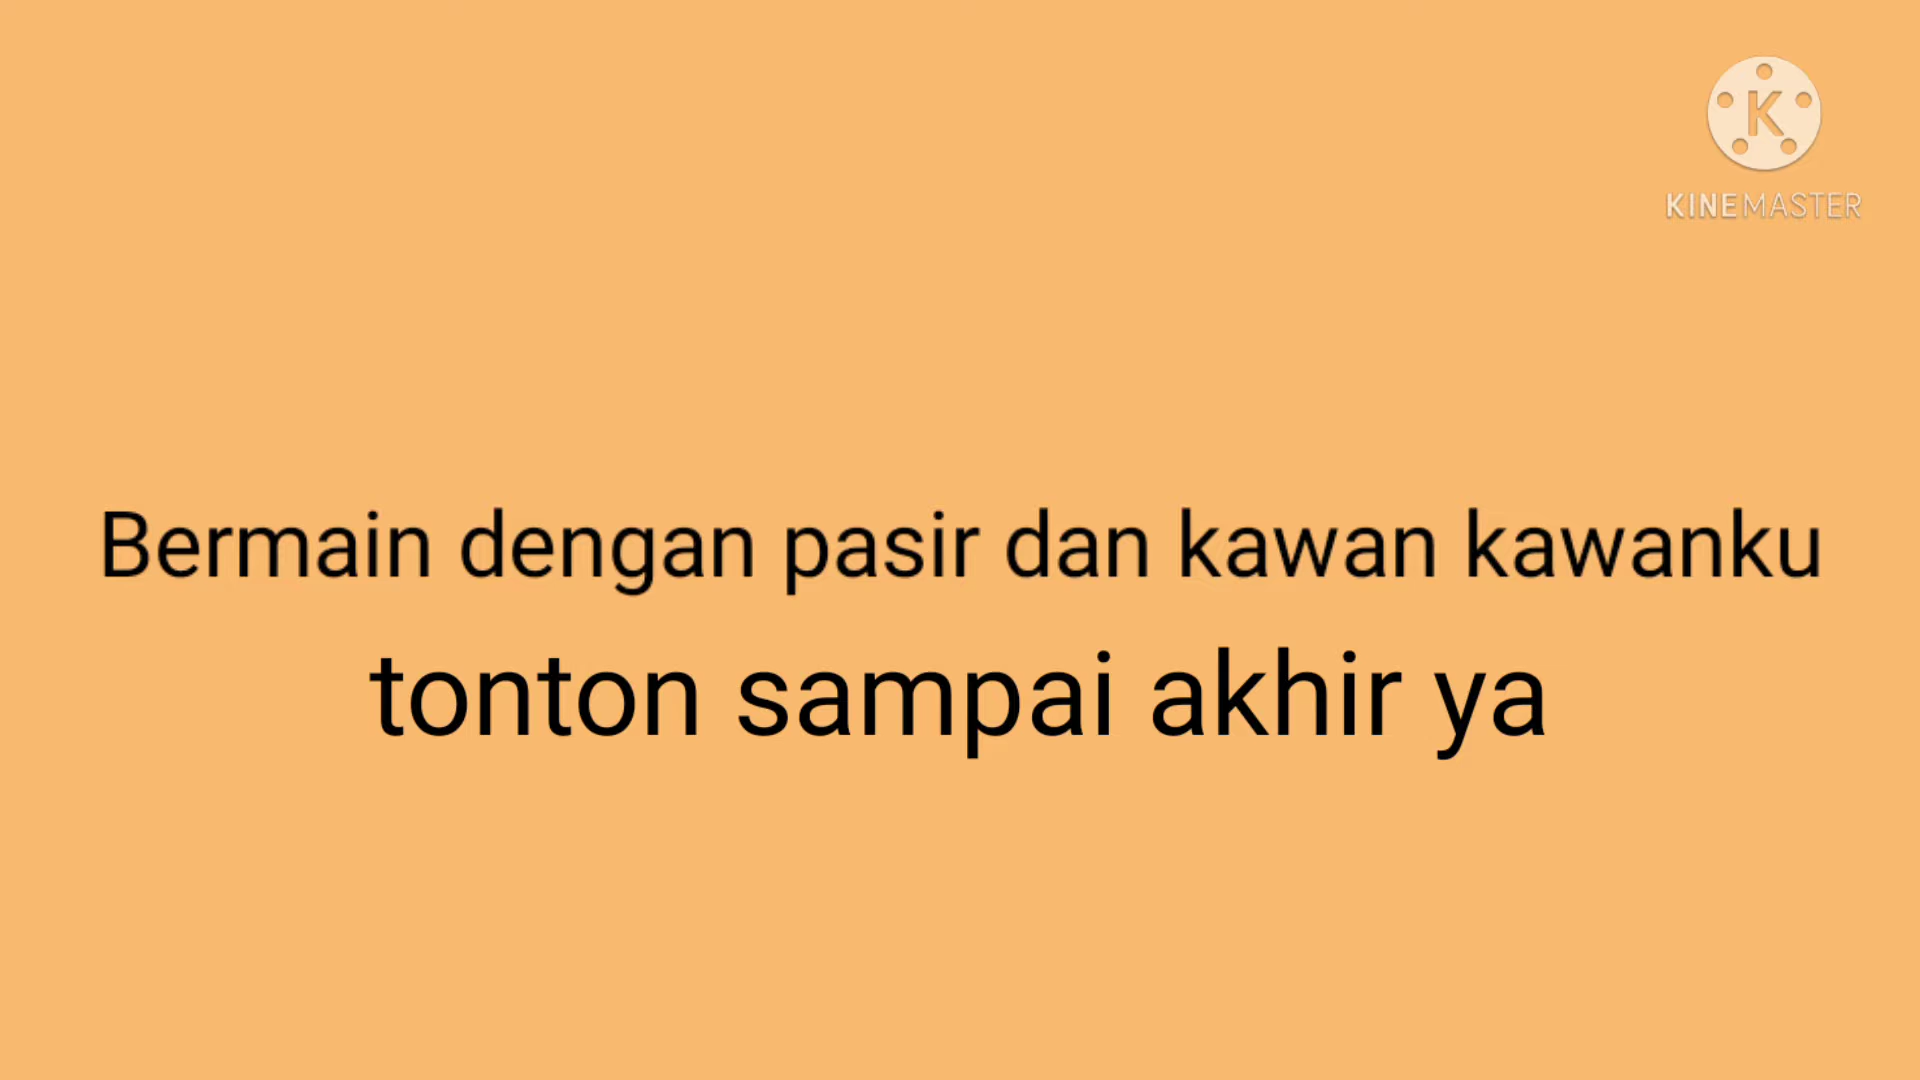 K
KINEMASTER
Bermain dengan pasir dan kawan kawanku
tonton sampai akhir ya